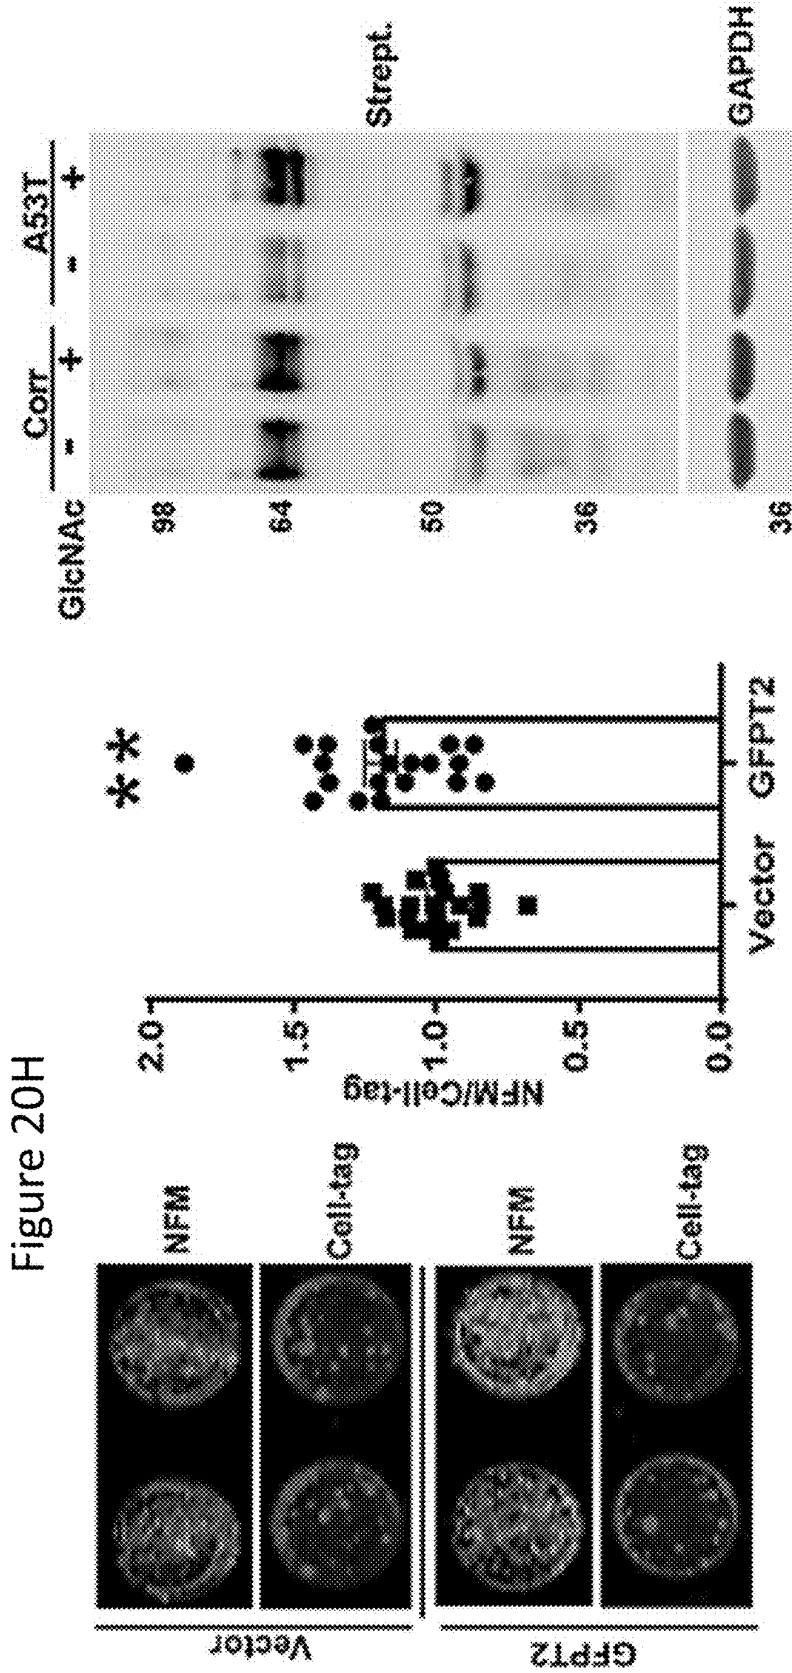 Figure 20H
Vector
NFM
Cell-tag
GFPT2
NFM
Cell-tag
NFM/Cell-tag
2.0
1.5
1.0
0.5
0.0
**
Vector
GFPT2
Corr
A53T
GlcNAc
- + - +
98
64
50
36
Strept.
36
GAPDH